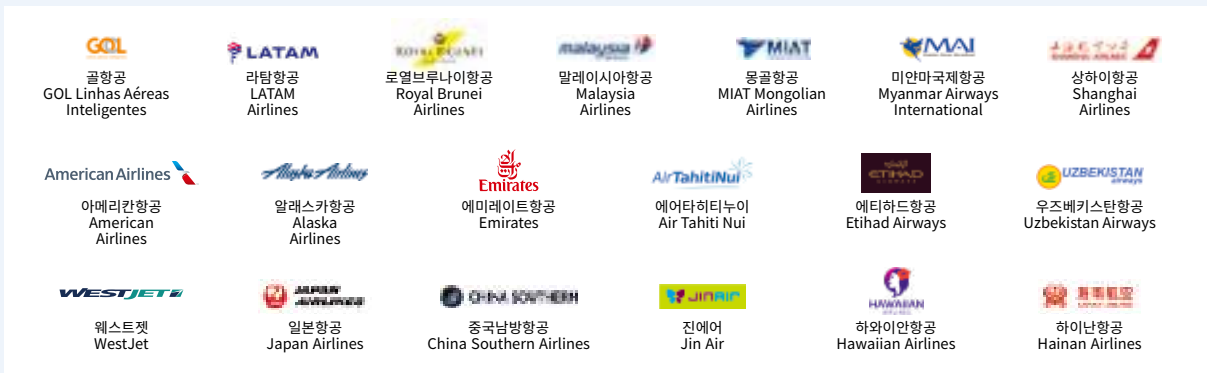 GOL
LATAM
ROYAL BRUNEI
malaysia
MIAT
MAI
골항공
라탐항공
로열브루나이항공
말레이시아항공
몽골항공
미얀마국제항공
상하이항공
GOL Linhas Aéreas
Inteligentes
LATAM
Airlines
Royal Brunei
Airlines
Malaysia
Airlines
MIAT Mongolian
Airlines
Myanmar Airways
International
Shanghai
Airlines
American Airlines
Alaska Airlines
Emirates
AirTahitiNui
ETIHAD
AIRWAYS
UZBEKISTAN
airways
아메리칸항공
American
Airlines
알래스카항공
Alaska
Airlines
에미레이트항공
Emirates
에어타히티누이
Air Tahiti Nui
에티하드항공
Etihad Airways
우즈베키스탄항공
Uzbekistan Airways
WESTJET
JAPAN
AIRLINES
CHINA SOUTHERN
JINAIR
HAWAIIAN
海南航空
웨스트젯
WestJet
일본항공
Japan Airlines
중국남방항공
China Southern Airlines
진에어
Jin Air
하와이안항공
Hawaiian Airlines
하이난항공
Hainan Airlines